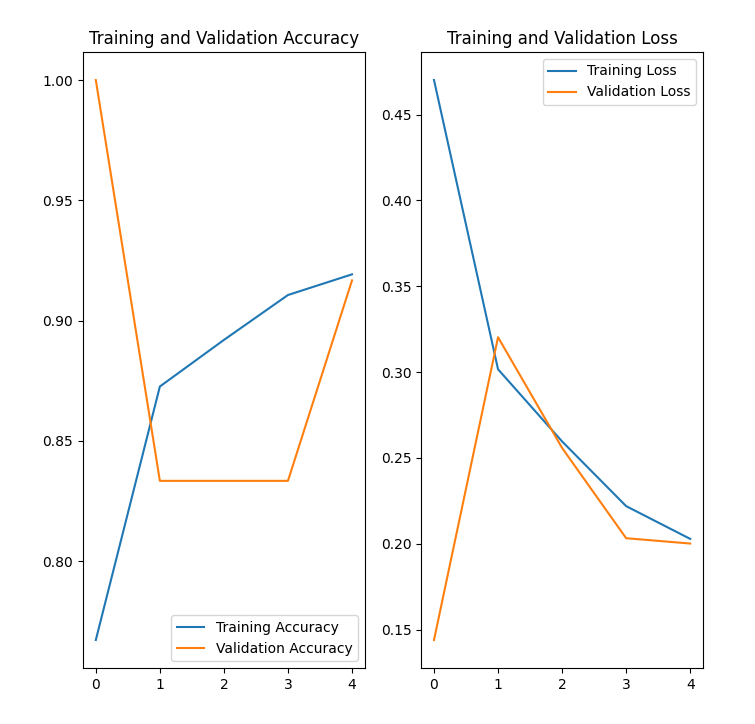 Training and Validation Accuracy
1.00
0.95
0.90
0.85
0.80
Training Accuracy
Validation Accuracy
0 1 2 3 4
Training and Validation Loss
Training Loss
Validation Loss
0.45
0.40
0.35
0.30
0.25
0.20
0.15
0 1 2 3 4